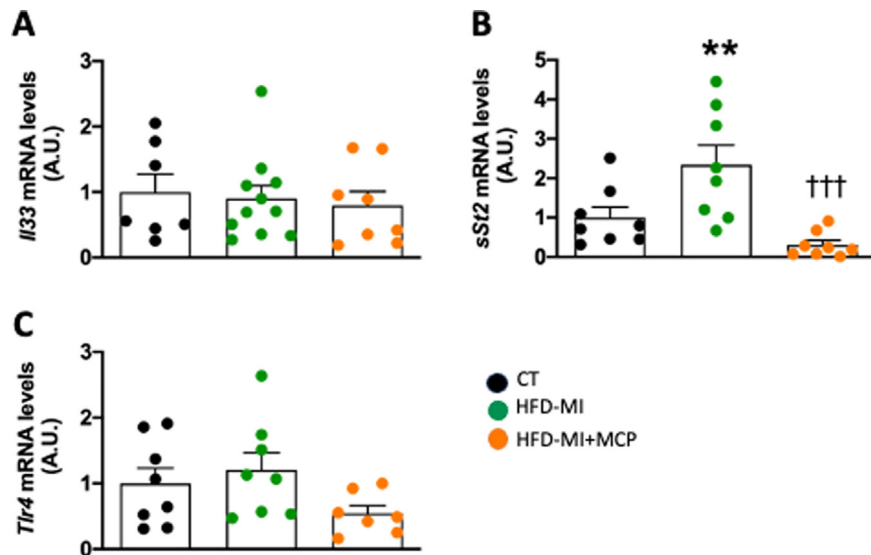 A
Il33 mRNA levels
(A.U.)
3
2
1
0
B
sSt2 mRNA levels
(A.U.)
5
4
3
2
1
0
**
†††
C
Tlr4 mRNA levels
(A.U.)
3
2
1
0
CT
HFD-MI
HFD-MI+MCP